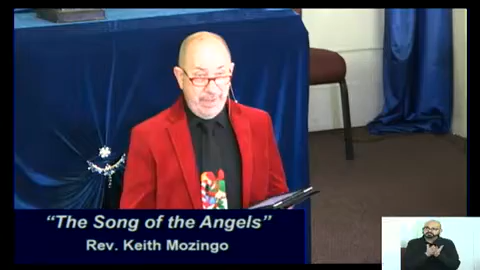 “The Song of the Angels”
Rev. Keith Mozingo